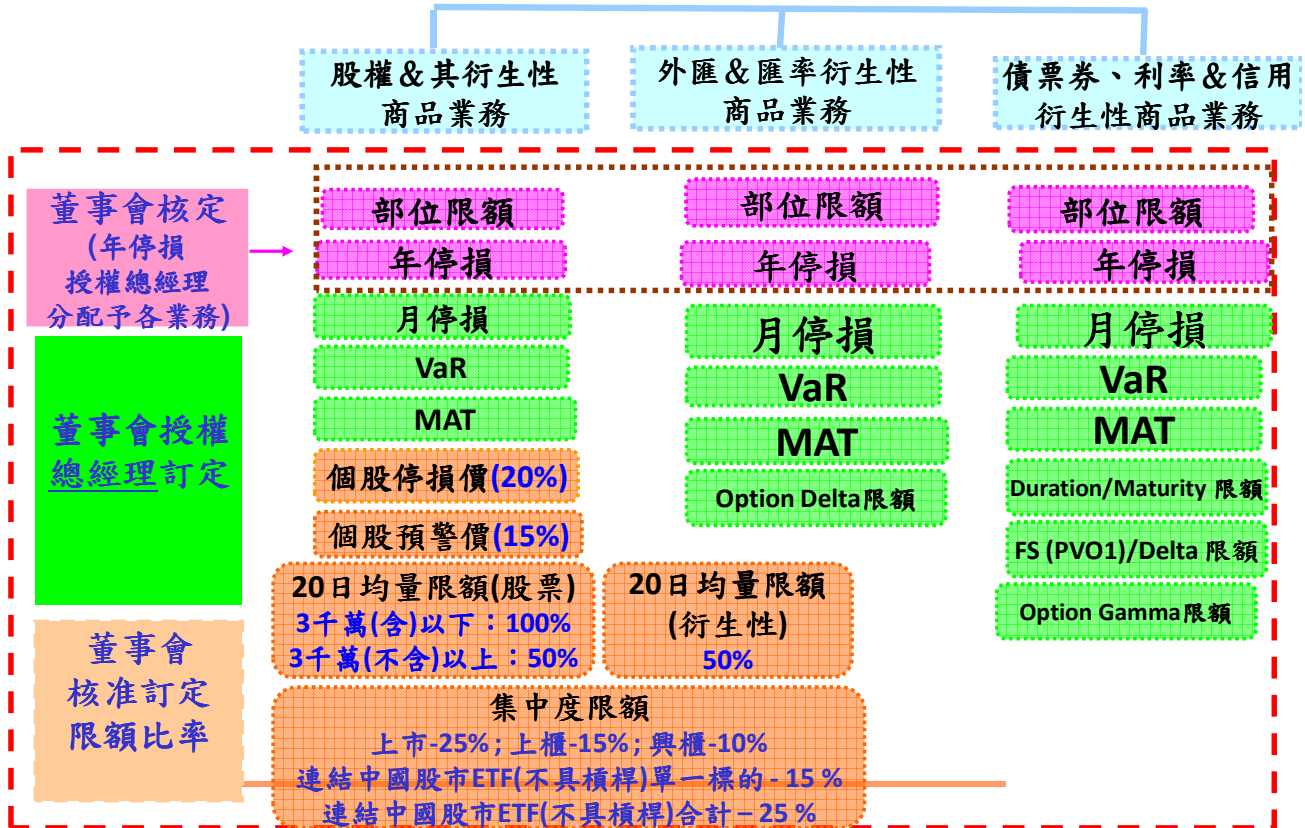 股權＆其衍生性
商品業務
外匯＆匯率衍生性
商品業務
債票券、利率＆信用
衍生性商品業務
董事會核定
(年停損
授權總經理
分配予各業務)
部位限額
年停損
部位限額
年停損
部位限額
年停損
董事會授權
總經理訂定
月停損
VaR
MAT
月停損
VaR
MAT
Option Delta限額
月停損
VaR
MAT
Duration/Maturity 限額
FS (PVO1)/Delta 限額
Option Gamma限額
董事會
核准訂定
限額比率
個股停損價(20%)
個股預警價(15%)
20日均量限額(股票)
3千萬(含)以下：100%
3千萬(不含)以上：50%
20日均量限額
(衍生性)
50%
集中度限額
上市-25%；上櫃-15%；興櫃-10%
連結中國股市ETF(不具槓桿)單一標的 - 15 %
連結中國股市ETF(不具槓桿)合計 – 25 %